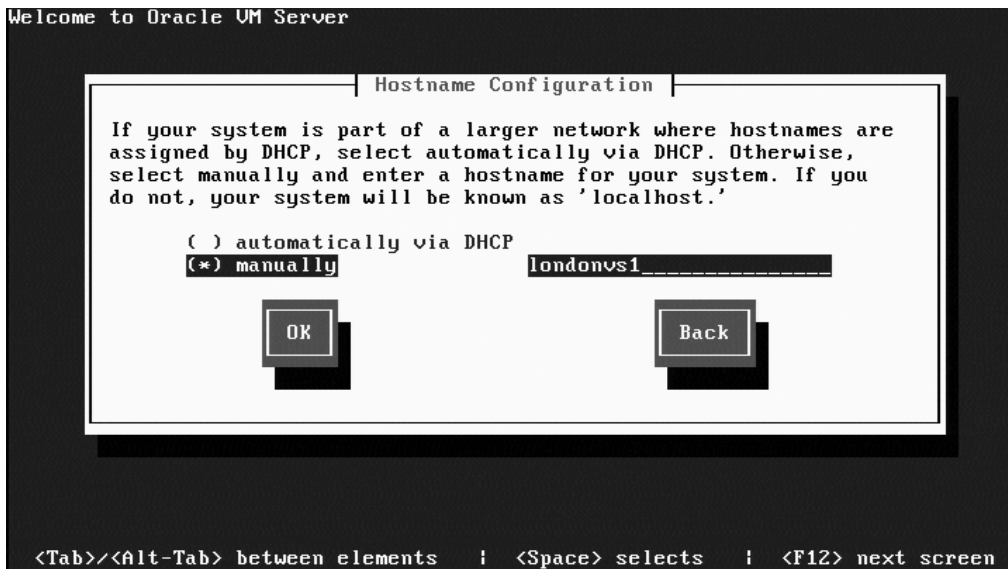 Welcome to Oracle VM Server
Hostname Configuration
If your system is part of a larger network where hostnames are
assigned by DHCP, select automatically via DHCP. Otherwise,
select manually and enter a hostname for your system. If you
do not, your system will be known as 'localhost.'
( ) automatically via DHCP
(*) manually londonvs1_______________
OK Back
<Tab>/<Alt-Tab> between elements | <Space> selects | <F12> next screen